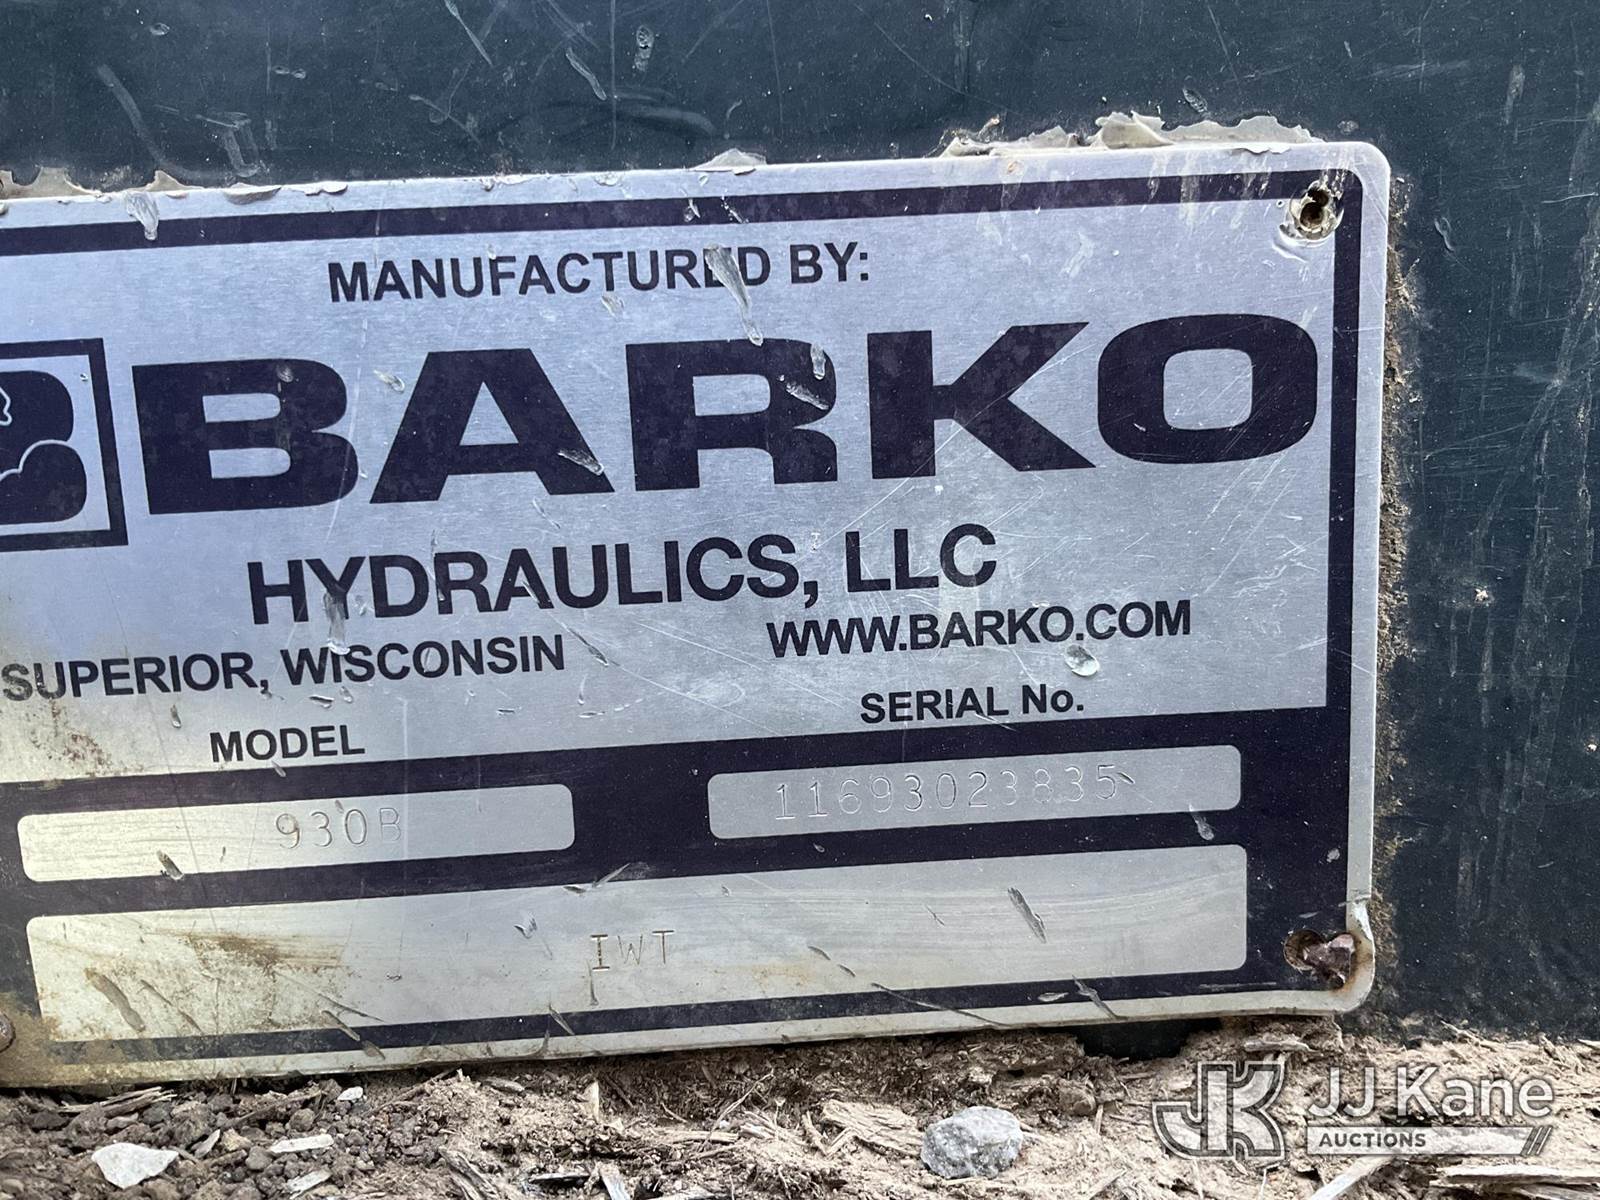 MANUFACTURED BY:
BARKO
HYDRAULICS, LLC
SUPERIOR, WISCONSIN
WWW.BARKO.COM
MODEL
SERIAL No.
930B
11693023835
IWT
JK JJ Kane
AUCTIONS